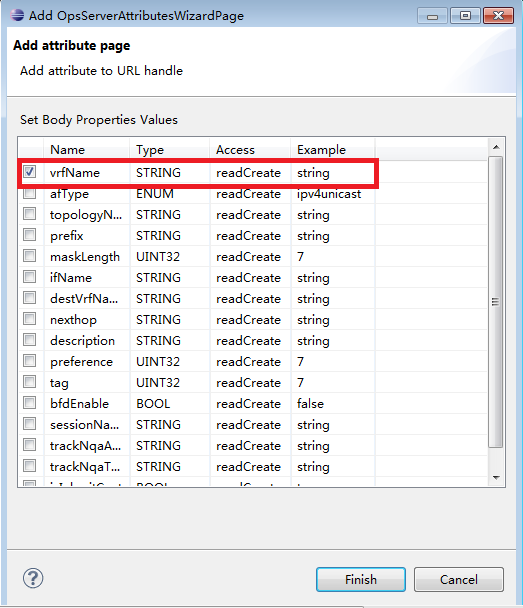 Add OpsServerAttributesWizardPage
Add attribute page
Add attribute to URL handle
Set Body Properties Values
Name Type Access Example
vrfName STRING readCreate string
afType ENUM readCreate ipv4unicast
topologyN... STRING readCreate string
prefix STRING readCreate string
maskLength UINT32 readCreate 7
ifName STRING readCreate string
destVrfNa... STRING readCreate string
nexthop STRING readCreate string
description STRING readCreate string
preference UINT32 readCreate 7
tag UINT32 readCreate 7
bfdEnable BOOL readCreate false
sessionNa... STRING readCreate string
trackNqaA... STRING readCreate string
trackNqaT... STRING readCreate string
BOOL readCreate
?
Finish Cancel